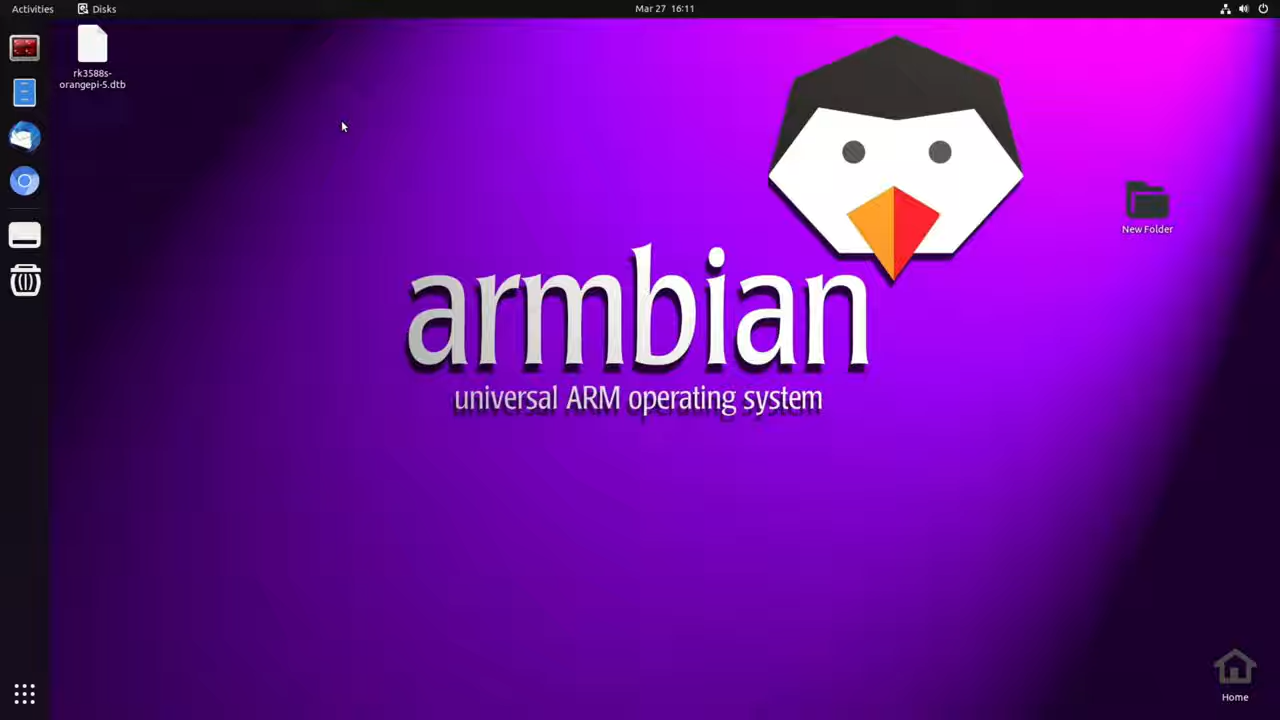 Activities
Disks
Mar 27 16:11
rk3588s-
orangepi-5.dtb
New Folder
armbian
universal ARM operating system
Home